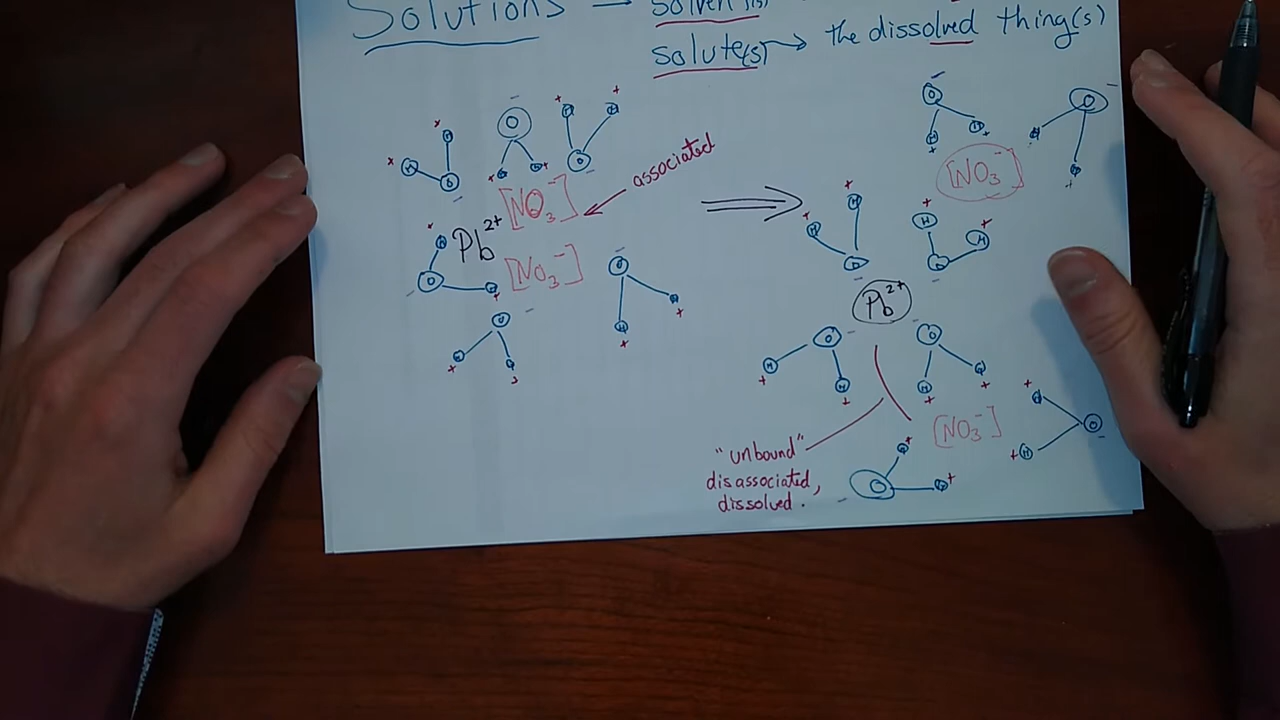 Solutions —
solute(s) → the dissolved thing(s)
associated
[NO₃⁻]
Pb²⁺
[NO₃⁻]
[NO₃⁻]
Pb²⁺
[NO₃⁻]
"unbound"
disassociated,
dissolved.